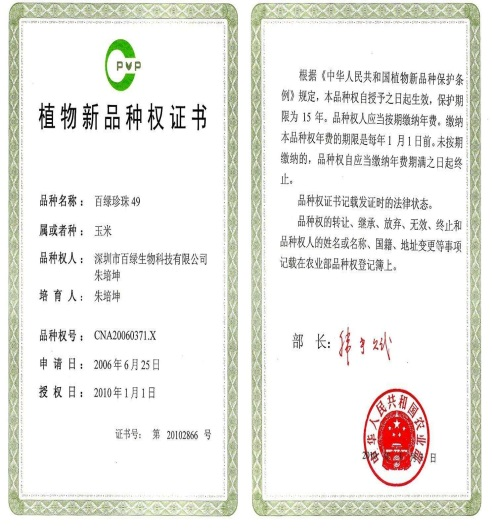 PVP
植物新品种权证书
品种名称：百绿珍珠 49
属或者种：玉米
品种权人：深圳市百绿生物科技有限公司
朱培坤
培 育 人：朱培坤
品种权号：CNA20060371.X
申 请 日：2006 年 6 月 25 日
授 权 日：2010 年 1 月 1 日
证书号：第 20102866 号
根据《中华人民共和国植物新品种保护条
例》规定，本品种权自授予之日起生效，保护期
限为 15 年。品种权人应当按期缴纳年费。缴纳
本品种权年费的期限是每年 1 月 1 日前。未按期
缴纳的，品种权自应当缴纳年费期满之日起终
止。
品种权证书记载发证时的法律状态。
品种权的转让、继承、放弃、无效、终止和
品种权人的姓名或名称、国籍、地址变更等事项
记载在农业部品种权登记簿上。
部 长：
中华人民共和国农业部
日